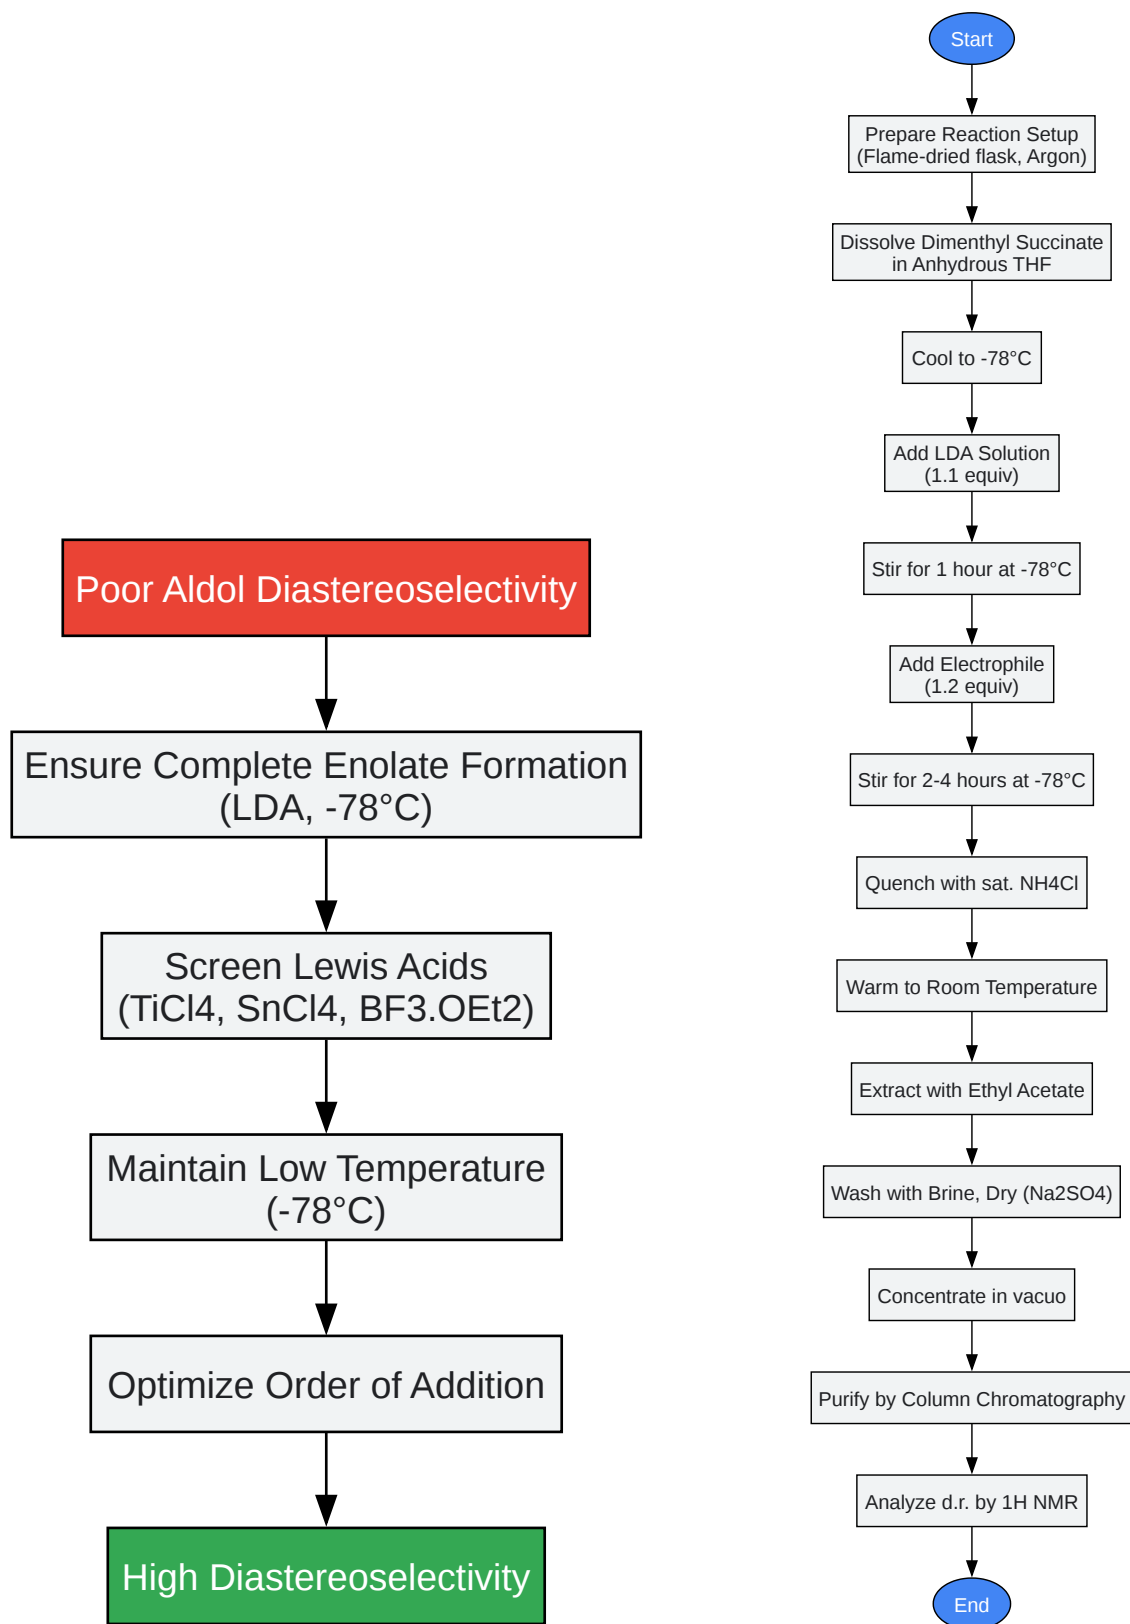 Poor Aldol Diastereoselectivity
Ensure Complete Enolate Formation
(LDA, -78°C)
Screen Lewis Acids
(TiCl4, SnCl4, BF3.OEt2)
Maintain Low Temperature
(-78°C)
Optimize Order of Addition
High Diastereoselectivity
Start
Prepare Reaction Setup
(Flame-dried flask, Argon)
Dissolve Dimenthyl Succinate
in Anhydrous THF
Cool to -78°C
Add LDA Solution
(1.1 equiv)
Stir for 1 hour at -78°C
Add Electrophile
(1.2 equiv)
Stir for 2-4 hours at -78°C
Quench with sat. NH4Cl
Warm to Room Temperature
Extract with Ethyl Acetate
Wash with Brine, Dry (Na2SO4)
Concentrate in vacuo
Purify by Column Chromatography
Analyze d.r. by 1H NMR
End